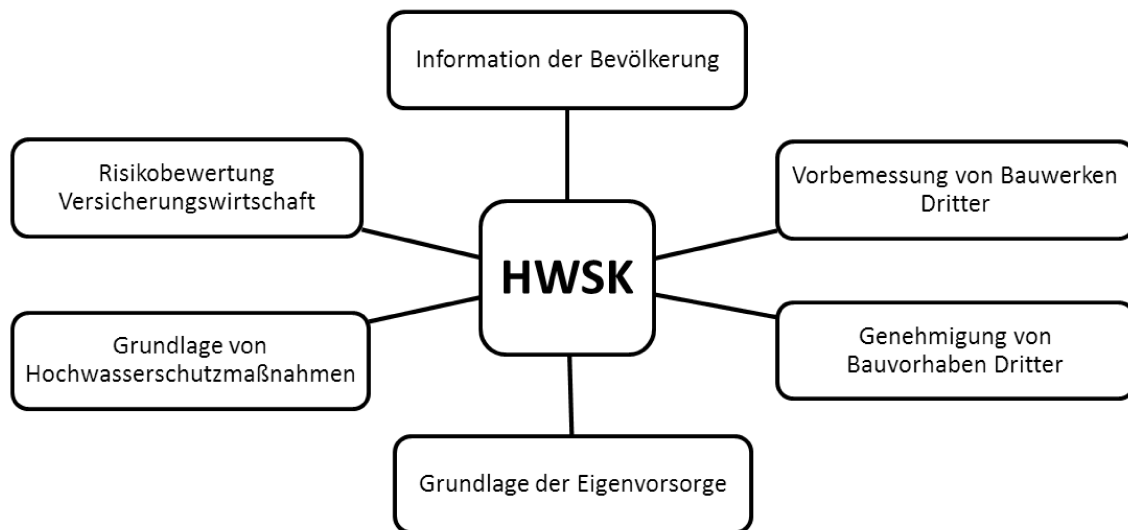 Information der Bevölkerung
Risikobewertung
Versicherungswirtschaft
Vorbemessung von Bauwerken
Dritter
HWSK
Grundlage von
Hochwasserschutzmaßnahmen
Genehmigung von
Bauvorhaben Dritter
Grundlage der Eigenvorsorge